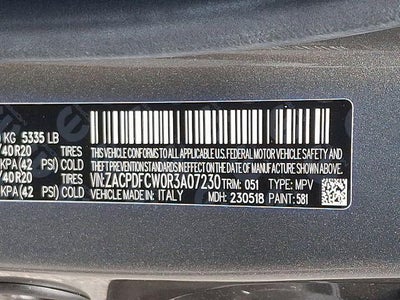 KG 5335 LB
/40R20 TIRES
KPA(42 PSI) COLD
/40R20 TIRES
KPA(42 PSI) COLD
THIS VEHICLE CONFORMS TO ALL APPLICABLE
U.S.A. FEDERAL MOTOR VEHICLE SAFETY AND
THEFT PREVENTION STANDARDS IN EFFECT ON THE
DATE OF MANUFACTURE SHOWN ABOVE.
VIN:ZACPDFCW0R3A07230 TRIM: 051 TYPE: MPV
VEHICLE MADE IN: ITALY MDH: 230518 PAINT: 581